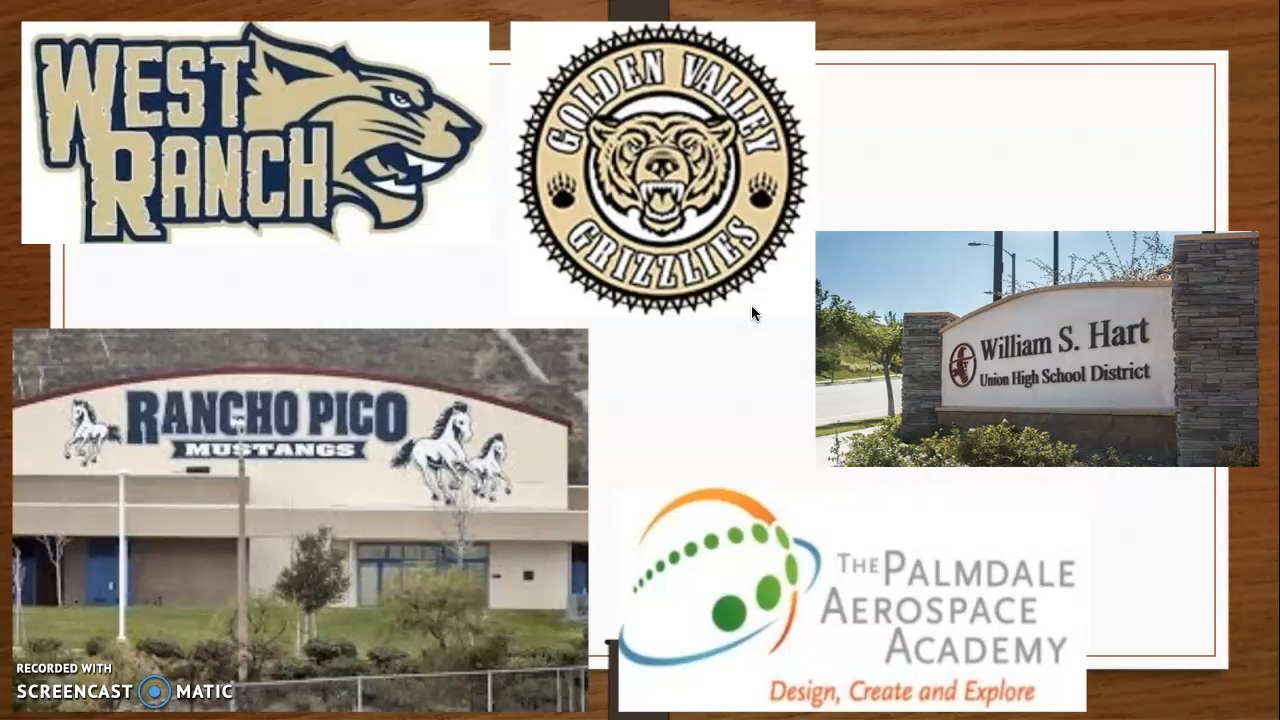 WEST
RANCH
GOLDEN VALLEY
GRIZZLIES
William S. Hart
Union High School District
RANCHO PICO
MUSTANGS
THE PALMDALE
AEROSPACE
ACADEMY
Design, Create and Explore
RECORDED WITH
SCREENCAST MATIC